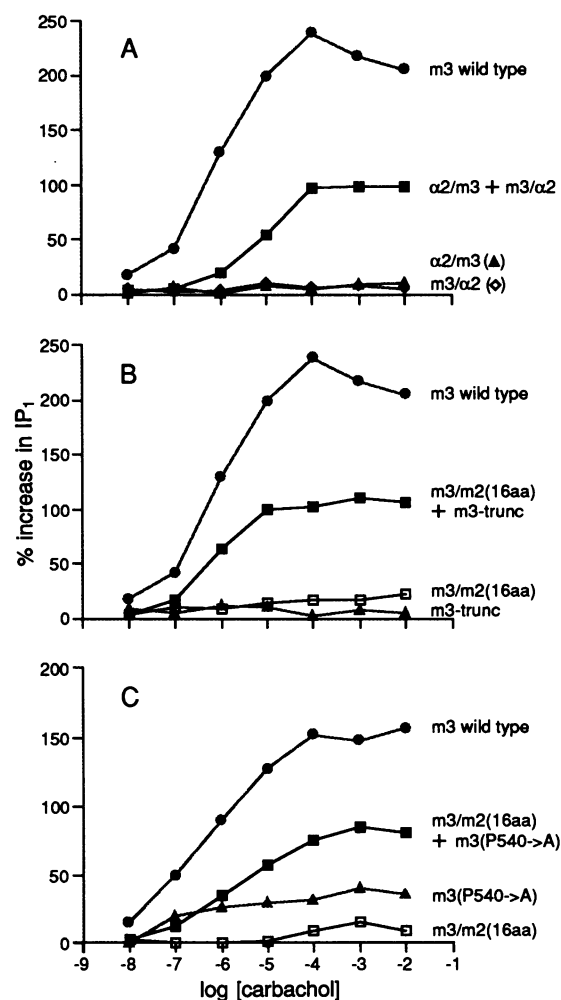 250
200
150
100
50
0
A
m3 wild type
α2/m3 + m3/α2
α2/m3 (▲)
m3/α2 (◇)
% increase in IP1
250
200
150
100
50
0
B
m3 wild type
m3/m2(16aa)
+ m3-trunc
m3/m2(16aa)
m3-trunc
200
150
100
50
0
C
m3 wild type
m3/m2(16aa)
+ m3(P540->A)
m3(P540->A)
m3/m2(16aa)
-9 -8 -7 -6 -5 -4 -3 -2 -1
log [carbachol]